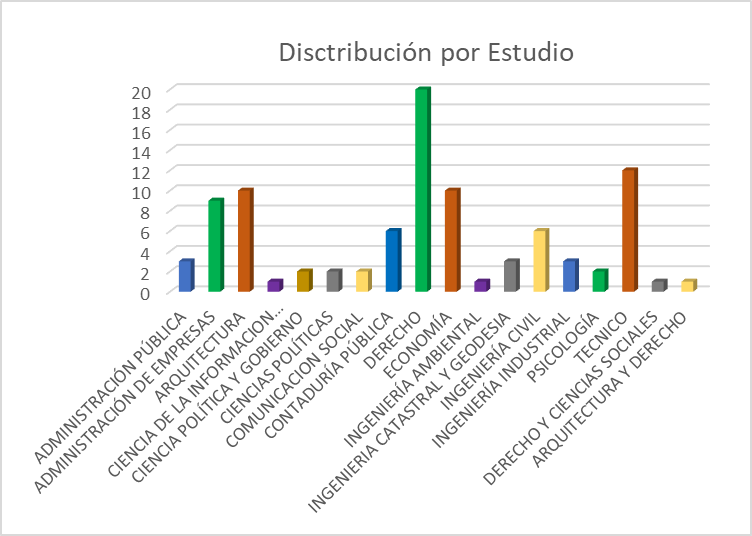 Disctribución por Estudio
20
18
16
14
12
10
8
6
4
2
0
ADMINISTRACIÓN PÚBLICA
ADMINISTRACIÓN DE EMPRESAS
ARQUITECTURA
CIENCIA DE LA INFORMACION...
CIENCIA POLÍTICA Y GOBIERNO
CIENCIAS POLÍTICAS
COMUNICACION SOCIAL
CONTADURÍA PÚBLICA
DERECHO
ECONOMÍA
INGENIERÍA AMBIENTAL
INGENIERIA CATASTRAL Y GEODESIA
INGENIERÍA CIVIL
INGENIERÍA INDUSTRIAL
PSICOLOGÍA
TECNICO
DERECHO Y CIENCIAS SOCIALES
ARQUITECTURA Y DERECHO